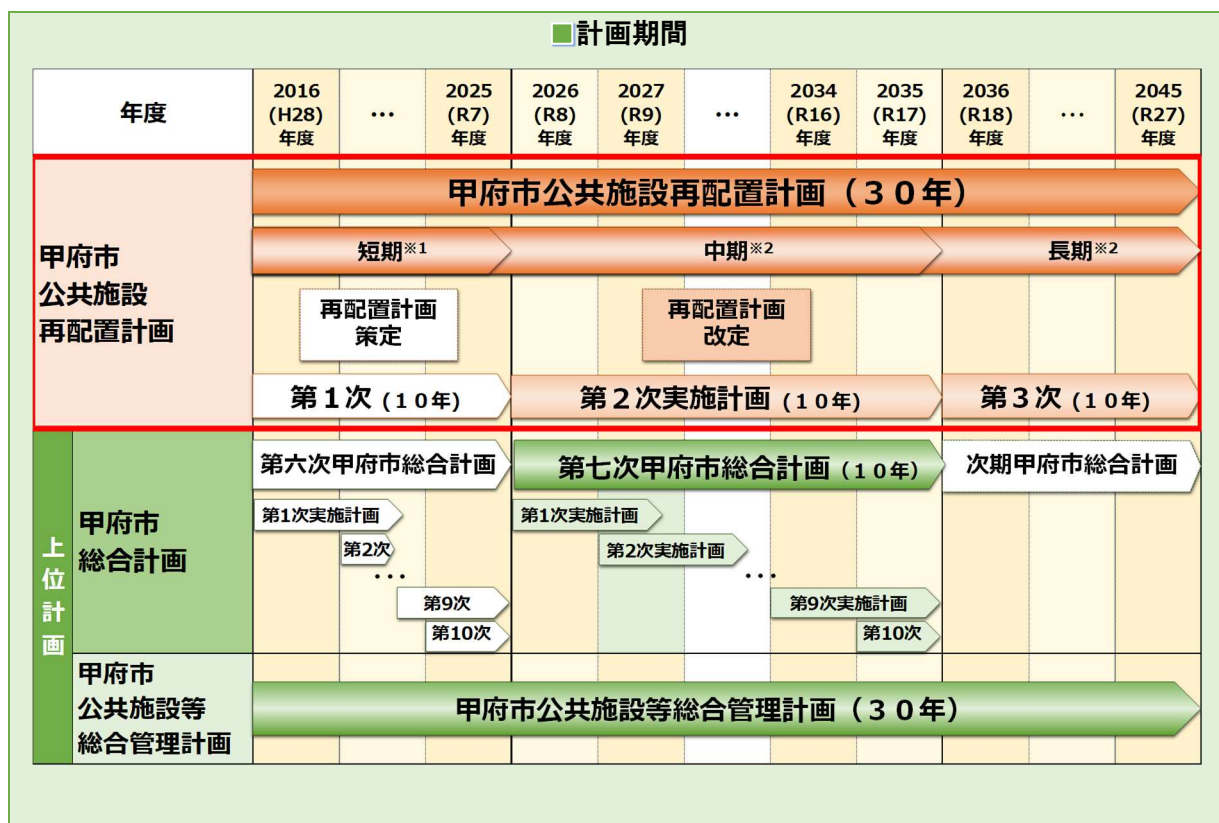 ■計画期間
年度
2016
(H28)
年度
…
2025
(R7)
年度
2026
(R8)
年度
2027
(R9)
年度
…
2034
(R16)
年度
2035
(R17)
年度
2036
(R18)
年度
…
2045
(R27)
年度
甲府市
公共施設
再配置計画
甲府市公共施設再配置計画（３０年）
短期※1
中期※2
長期※2
再配置計画
策定
再配置計画
改定
第１次（１０年）
第２次実施計画（１０年）
第３次（１０年）
上位計画
甲府市
総合計画
第六次甲府市総合計画
第七次甲府市総合計画（１０年）
次期甲府市総合計画
第1次実施計画
第2次
…
第9次
第10次
第1次実施計画
第2次実施計画
…
第9次実施計画
第10次
甲府市
公共施設等
総合管理計画
甲府市公共施設等総合管理計画（３０年）